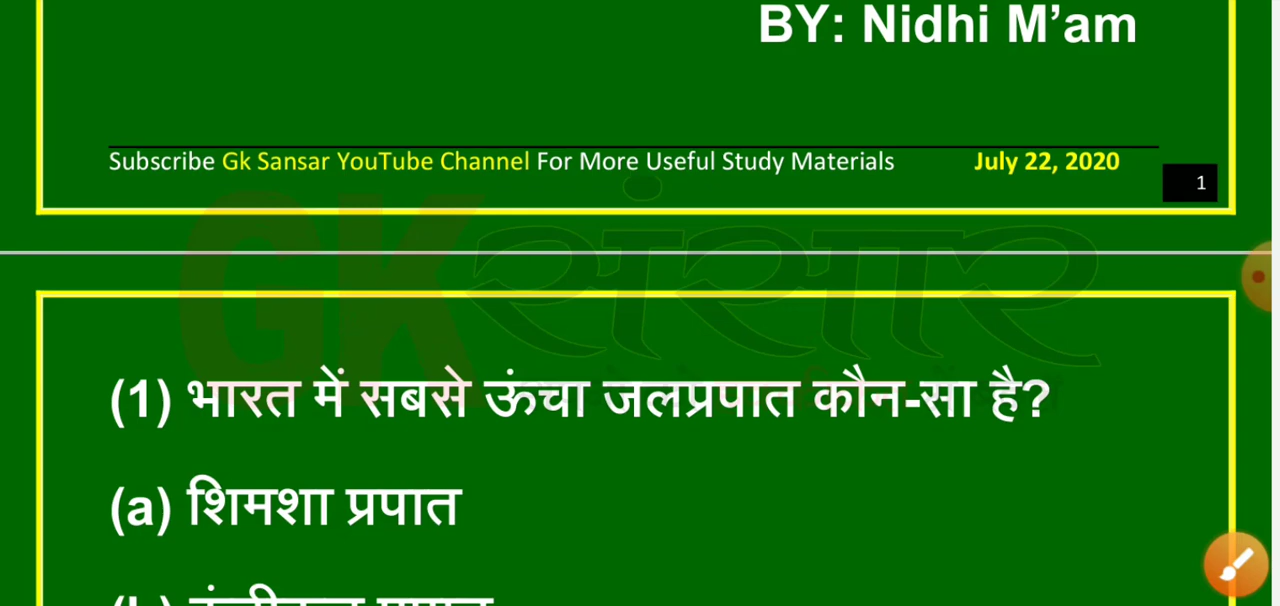 BY: Nidhi M’am
Subscribe Gk Sansar YouTube Channel For More Useful Study Materials July 22, 2020
1
GK संसार
(1) भारत में सबसे ऊंचा जलप्रपात कौन-सा है?
(a) शिमशा प्रपात